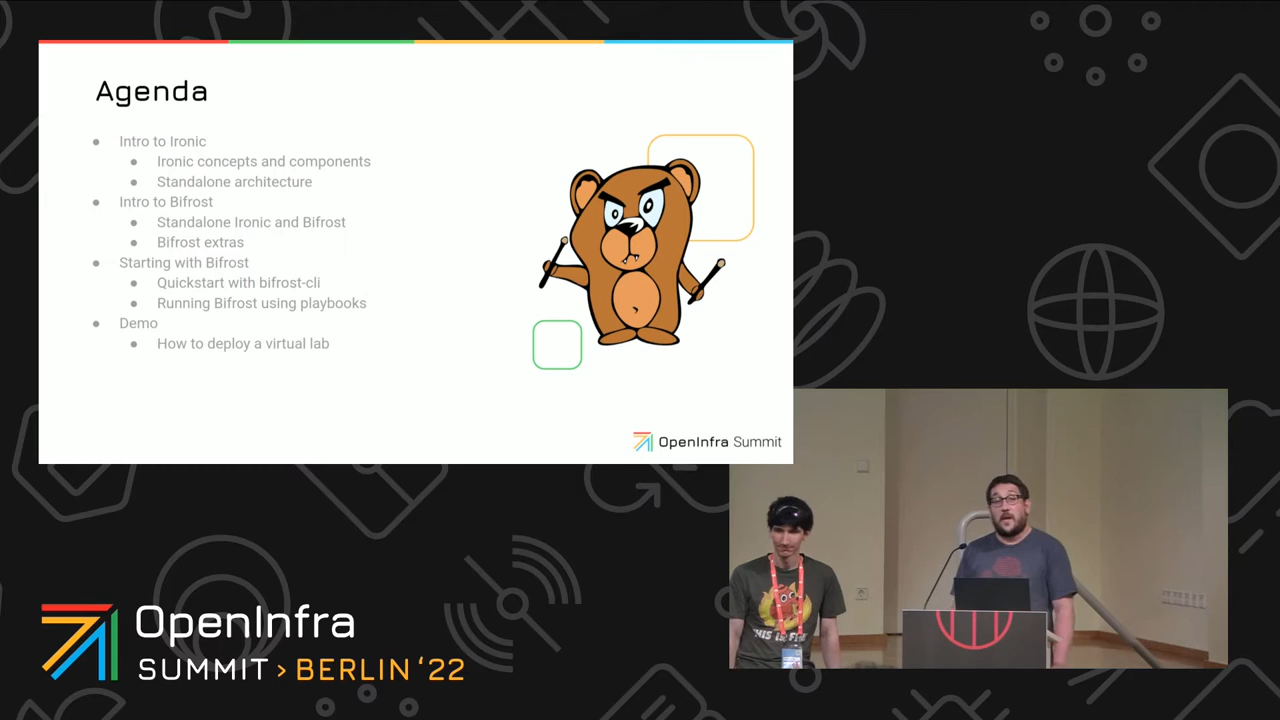 Agenda
Intro to Ironic
Ironic concepts and components
Standalone architecture
Intro to Bifrost
Standalone Ironic and Bifrost
Bifrost extras
Starting with Bifrost
Quickstart with bifrost-cli
Running Bifrost using playbooks
Demo
How to deploy a virtual lab
OpenInfra Summit
THIS IS
OpenInfra
SUMMIT > BERLIN ‘22